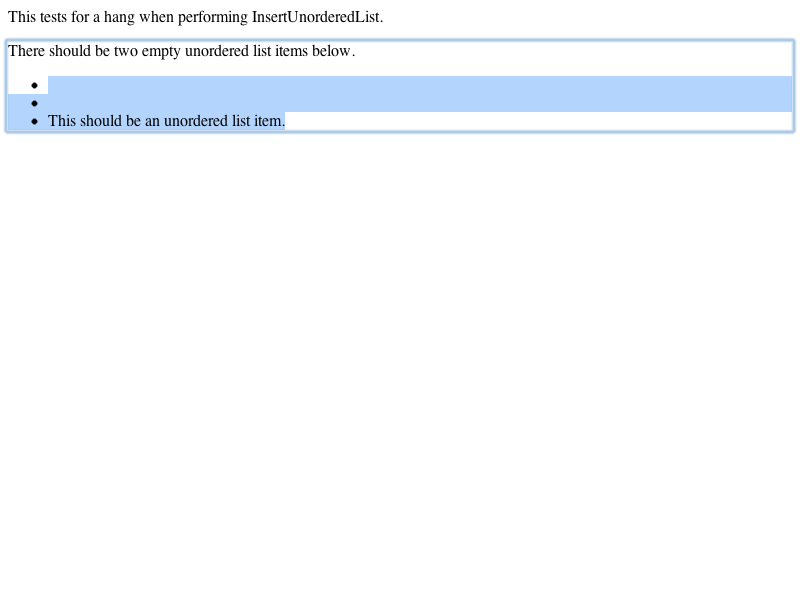 This tests for a hang when performing InsertUnorderedList.
There should be two empty unordered list items below.
This should be an unordered list item.